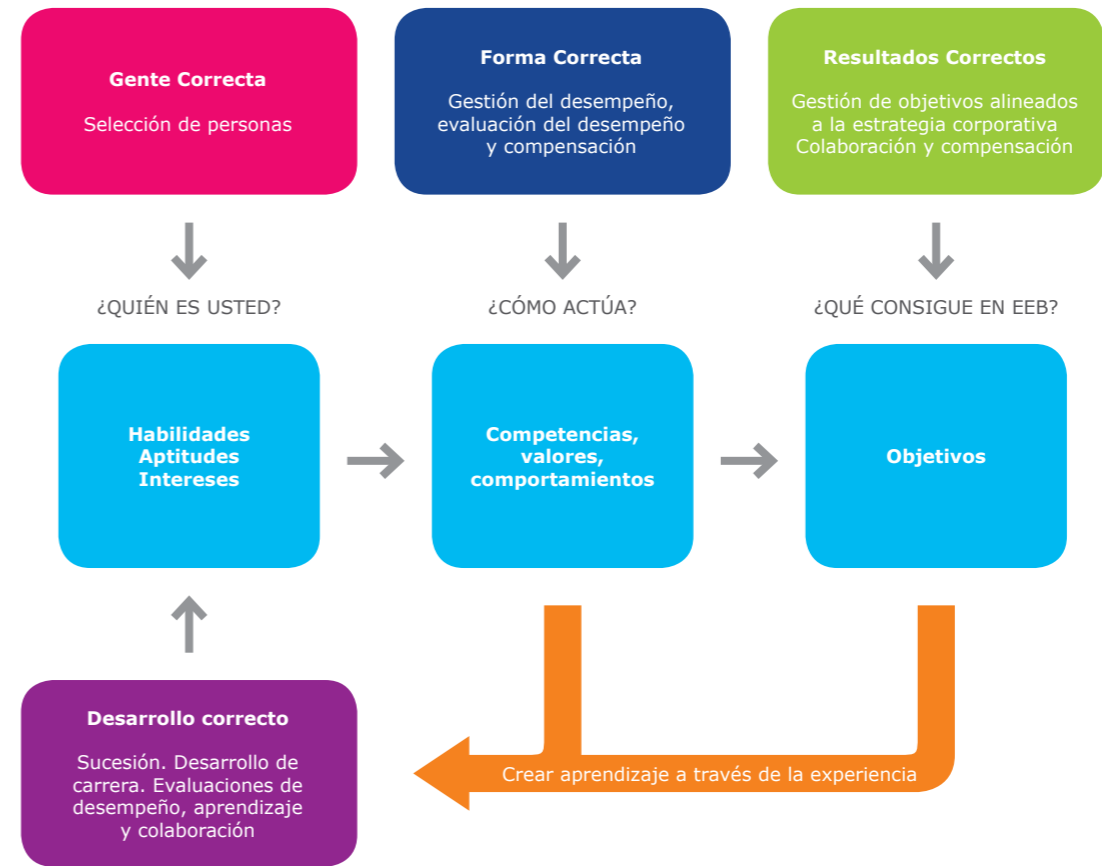 Gente Correcta
Selección de personas
Forma Correcta
Gestión del desempeño,
evaluación del desempeño
y compensación
Resultados Correctos
Gestión de objetivos alineados
a la estrategia corporativa
Colaboración y compensación
¿QUIÉN ES USTED?
¿CÓMO ACTÚA?
¿QUÉ CONSIGUE EN EEB?
Habilidades
Aptitudes
Intereses
Competencias,
valores,
comportamientos
Objetivos
Desarrollo correcto
Sucesión. Desarrollo de
carrera. Evaluaciones de
desempeño, aprendizaje
y colaboración
Crear aprendizaje a través de la experiencia